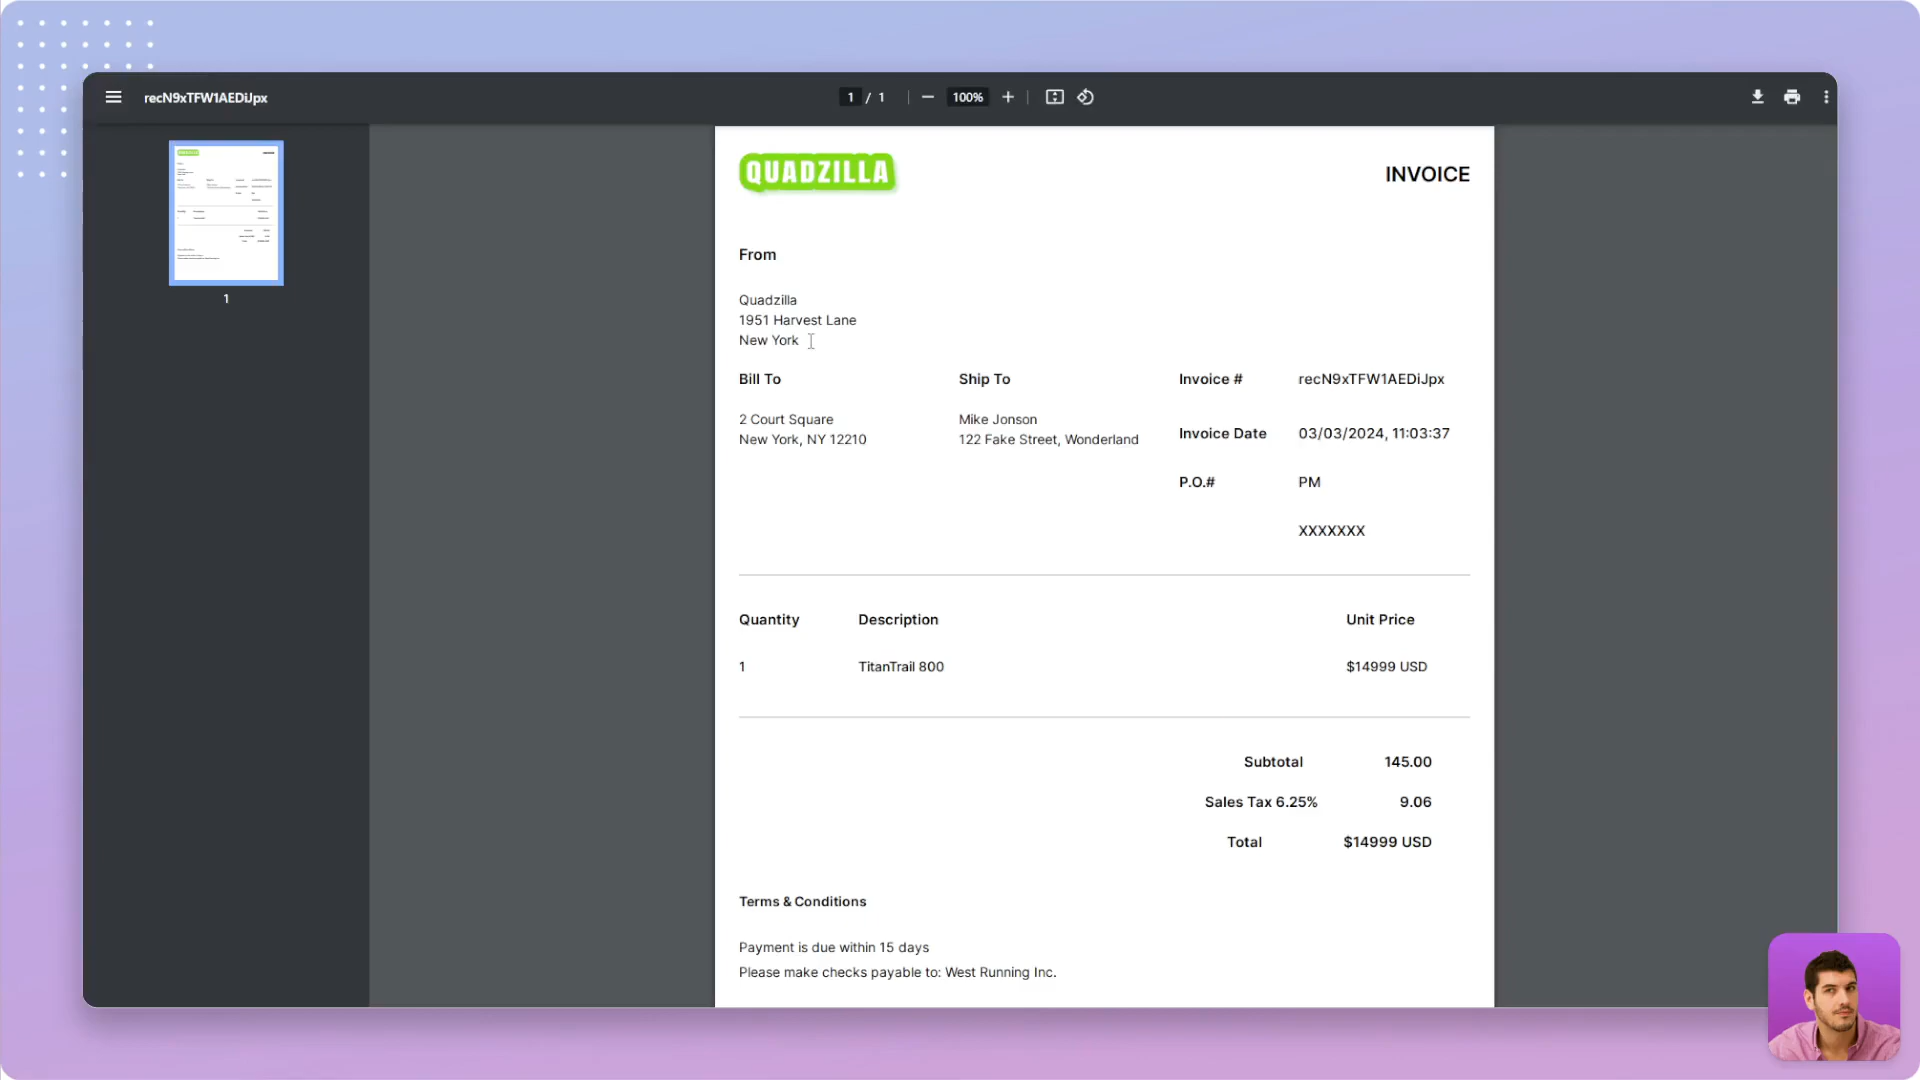 recN9xTFW1AEDiJpx
1 / 1
100%
1
QUADZILLA
INVOICE
From
Quadzilla
1951 Harvest Lane
New York
Bill To
2 Court Square
New York, NY 12210
Ship To
Mike Jonson
122 Fake Street, Wonderland
Invoice # recN9xTFW1AEDiJpx
Invoice Date 03/03/2024, 11:03:37
P.O.# PM
XXXXXXX
Quantity Description Unit Price
1 TitanTrail 800 $14999 USD
Subtotal 145.00
Sales Tax 6.25% 9.06
Total $14999 USD
Terms & Conditions
Payment is due within 15 days
Please make checks payable to: West Running Inc.